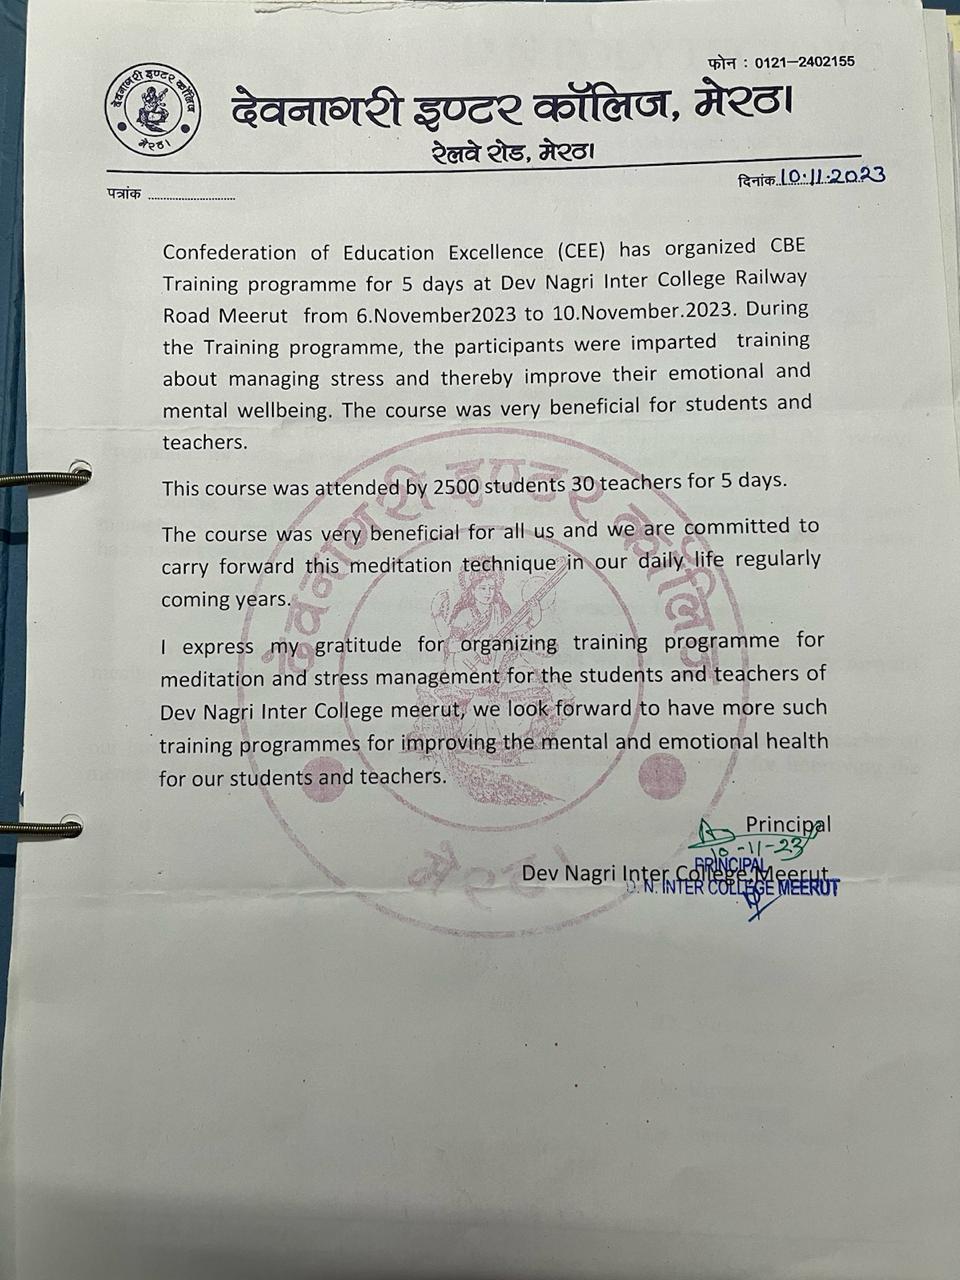 फोन : 0121-2402155
देवनागरी इण्टर कॉलिज
मेरठ।
देवनागरी इण्टर कॉलिज, मेरठ।
रेलवे रोड, मेरठ।
पत्रांक ..........................
दिनांक 10.11.2023
Confederation of Education Excellence (CEE) has organized CBE
Training programme for 5 days at Dev Nagri Inter College Railway
Road Meerut from 6.November2023 to 10.November.2023. During
the Training programme, the participants were imparted training
about managing stress and thereby improve their emotional and
mental wellbeing. The course was very beneficial for students and
teachers.
This course was attended by 2500 students 30 teachers for 5 days.
The course was very beneficial for all us and we are committed to
carry forward this meditation technique in our daily life regularly
coming years.
I express my gratitude for organizing training programme for
meditation and stress management for the students and teachers of
Dev Nagri Inter College meerut, we look forward to have more such
training programmes for improving the mental and emotional health
for our students and teachers.
देवनागरी इण्टर कॉलिज
मेरठ।
Principal
10-11-23
Dev Nagri Inter College Meerut
PRINCIPAL
D. N. INTER COLLEGE MEERUT